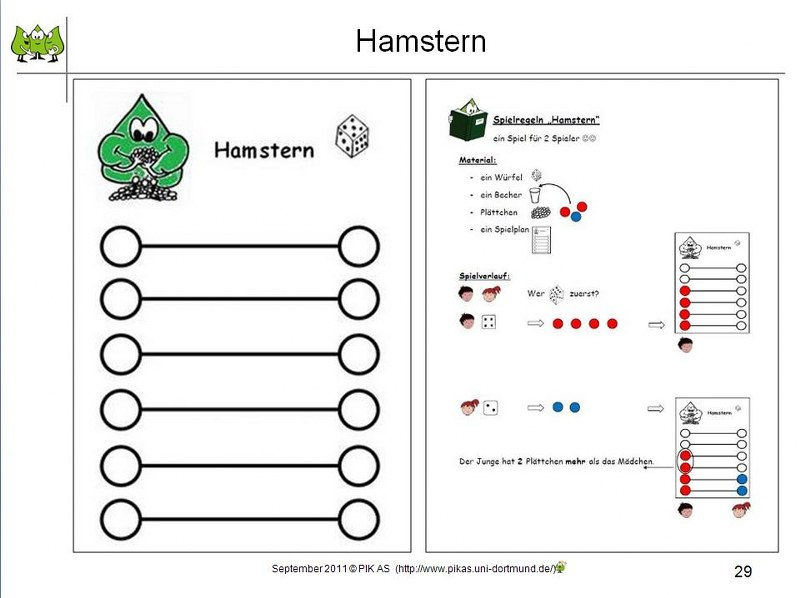 Hamstern
Hamstern
Spielregeln „Hamstern“
ein Spiel für 2 Spieler ☺☺
Material:
- ein Würfel
- ein Becher
- Plättchen
- ein Spielplan
Spielverlauf:
Wer zuerst?
Hamstern
Hamstern
Der Junge hat 2 Plättchen mehr als das Mädchen.
September 2011 © PIK AS (http://www.pikas.uni-dortmund.de/)
29